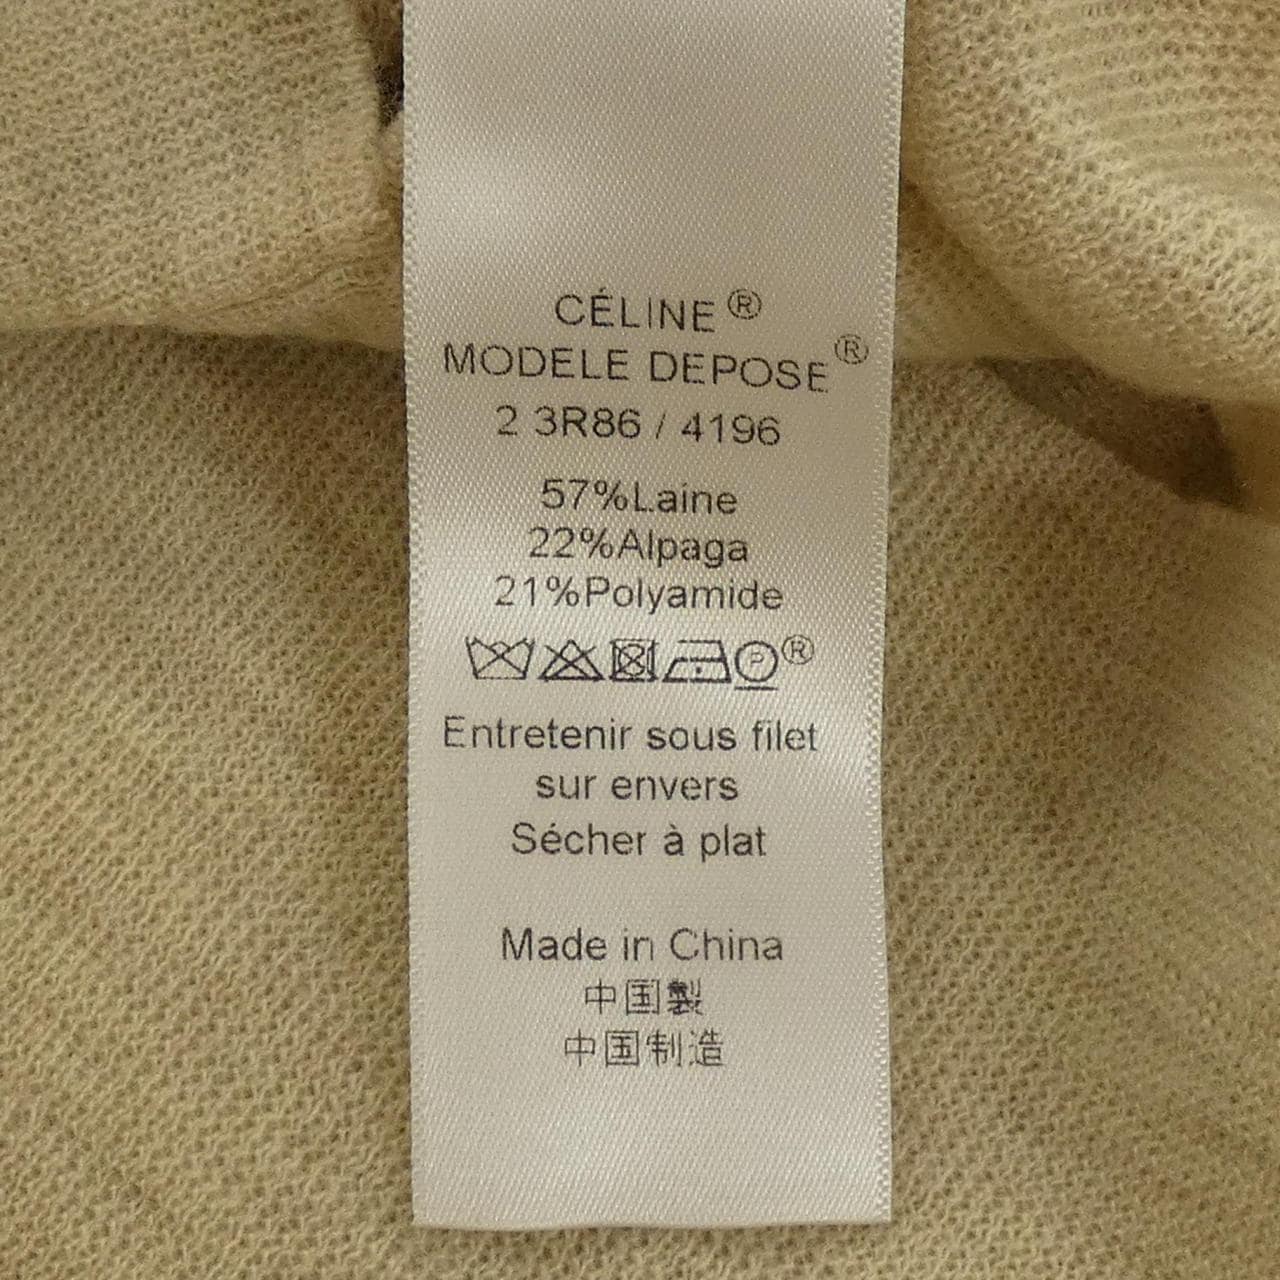 CÉLINE®
MODELE DEPOSE®
2 3R86 / 4196
57%Laine
22%Alpaga
21%Polyamide
P ®
Entretenir sous filet
sur envers
Sécher à plat
Made in China
中国製
中国制造